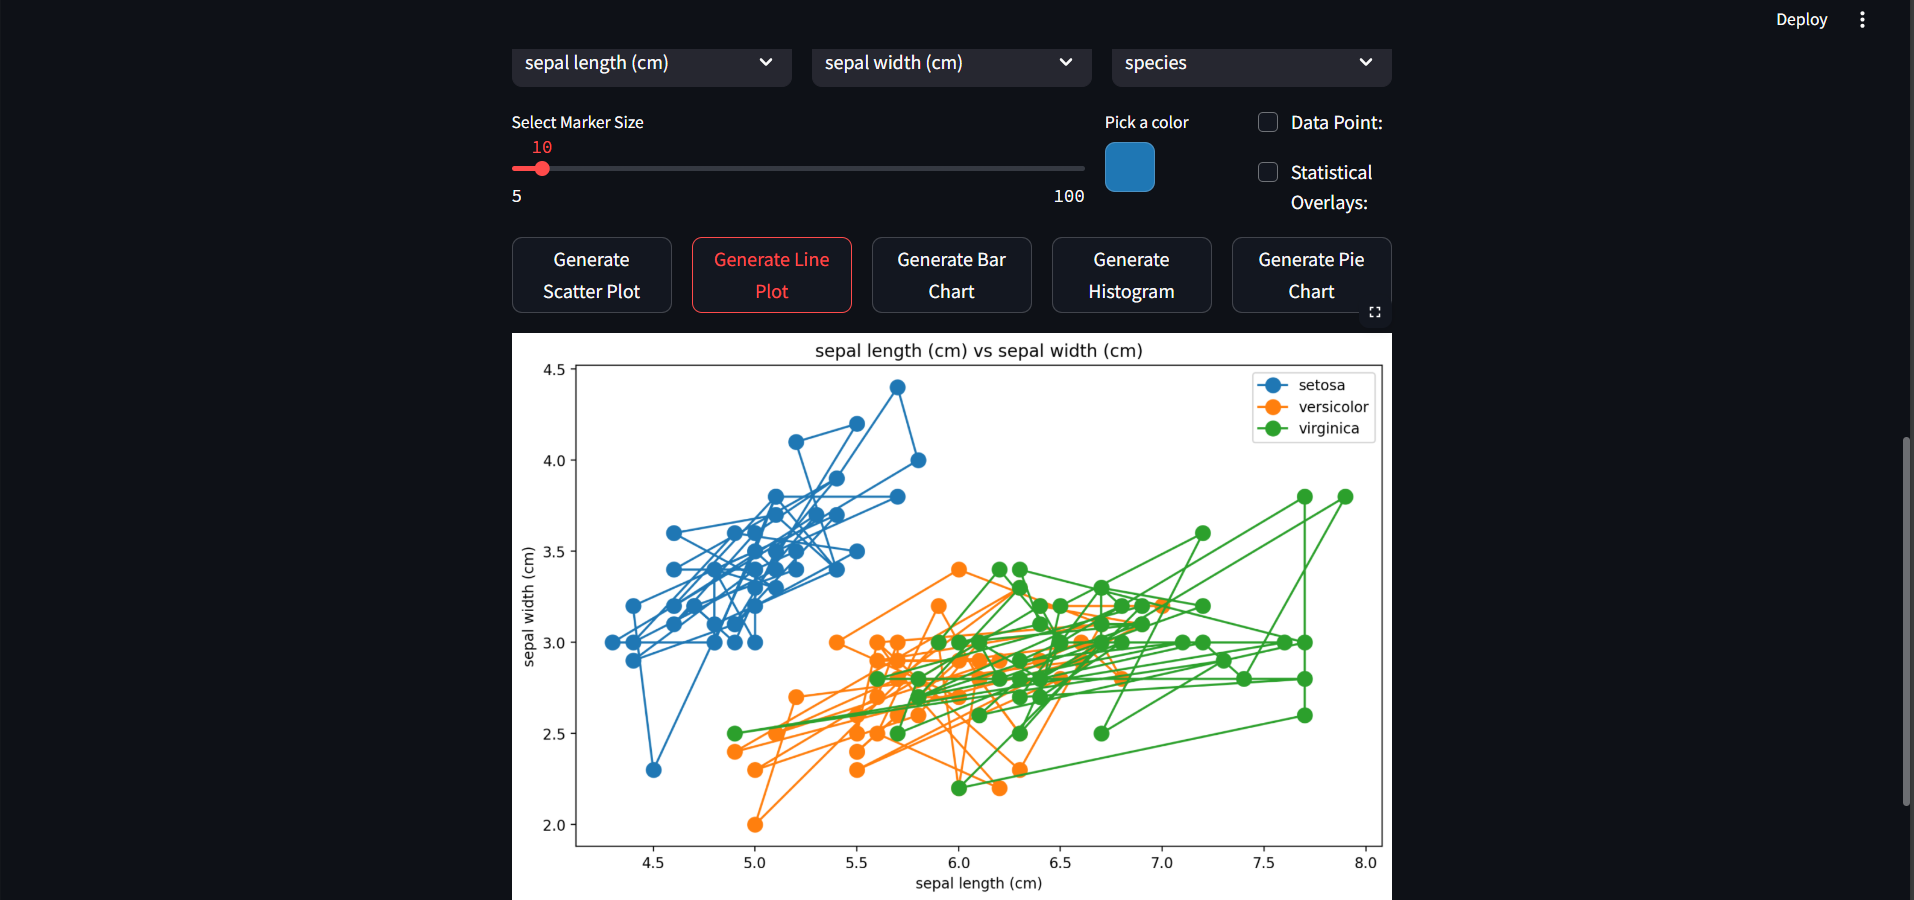 Deploy
sepal length (cm)
sepal width (cm)
species
Select Marker Size
10
5
100
Pick a color
Data Point:
Statistical
Overlays:
Generate
Scatter Plot
Generate Line
Plot
Generate Bar
Chart
Generate
Histogram
Generate Pie
Chart
sepal length (cm) vs sepal width (cm)
setosa
versicolor
virginica
4.5
4.0
3.5
3.0
2.5
2.0
sepal width (cm)
4.5
5.0
5.5
6.0
6.5
7.0
7.5
8.0
sepal length (cm)